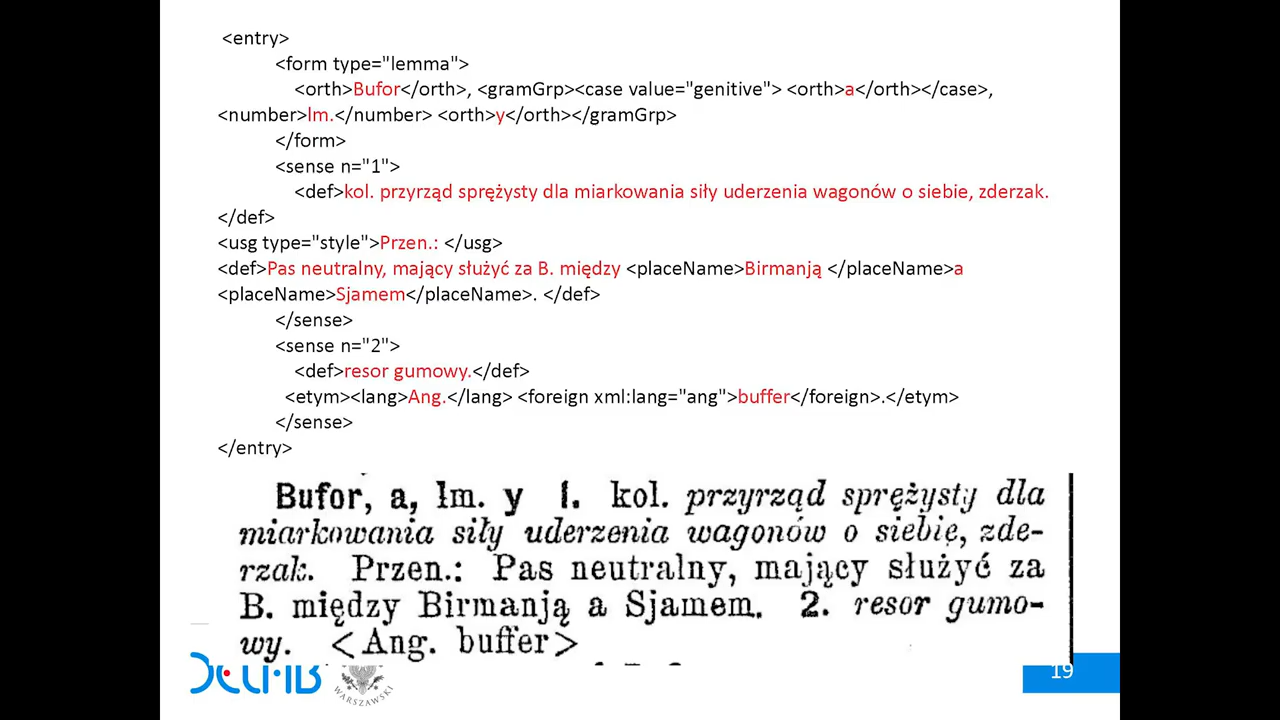 <entry>
<form type="lemma">
<orth>Bufor</orth>, <gramGrp><case value="genitive"> <orth>a</orth></case>,
<number>lm.</number> <orth>y</orth></gramGrp>
</form>
<sense n="1">
<def>kol. przyrząd sprężysty dla miarkowania siły uderzenia wagonów o siebie, zderzak.
</def>
<usg type="style">Przen.: </usg>
<def>Pas neutralny, mający służyć za B. między <placeName>Birmanją </placeName>a
<placeName>Sjamem</placeName>. </def>
</sense>
<sense n="2">
<def>resor gumowy.</def>
<etym><lang>Ang.</lang> <foreign xml:lang="ang">buffer</foreign>.</etym>
</sense>
</entry>
Bufor, a, lm. y 1. kol. przyrząd sprężysty dla
miarkowania siły uderzenia wagonów o siebie, zde-
rzak. Przen.: Pas neutralny, mający służyć za
B. między Birmanją a Sjamem. 2. resor gumo-
wy. <Ang. buffer>
DELAB
WARSZAWSKI
19